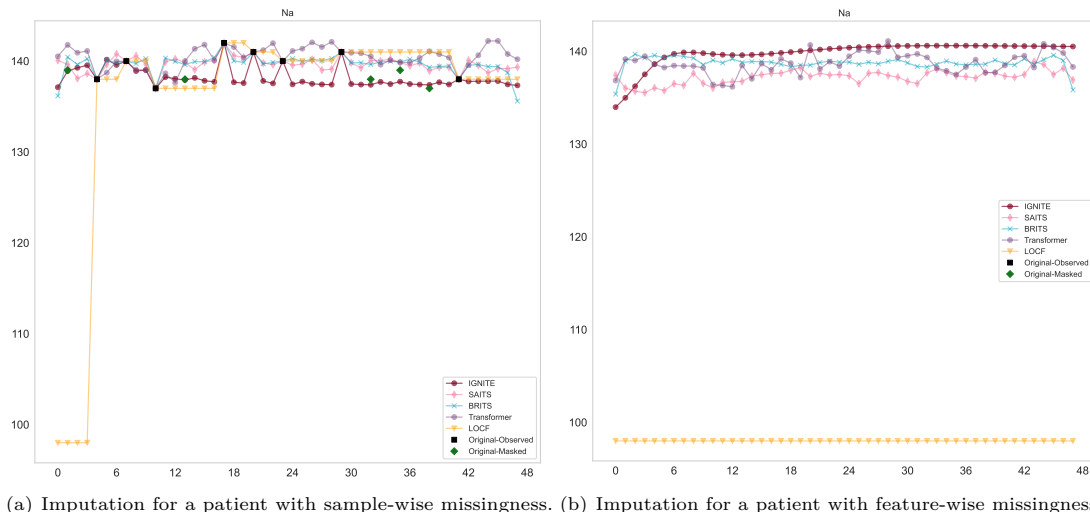 Na
140
130
120
110
100
0 6 12 18 24 30 36 42 48
IGNITE
SAITS
BRITS
Transformer
LOCF
Original-Observed
Original-Masked
(a) Imputation for a patient with sample-wise missingness.
Na
140
130
120
110
100
0 6 12 18 24 30 36 42 48
IGNITE
SAITS
BRITS
Transformer
LOCF
Original-Observed
Original-Masked
(b) Imputation for a patient with feature-wise missingnes